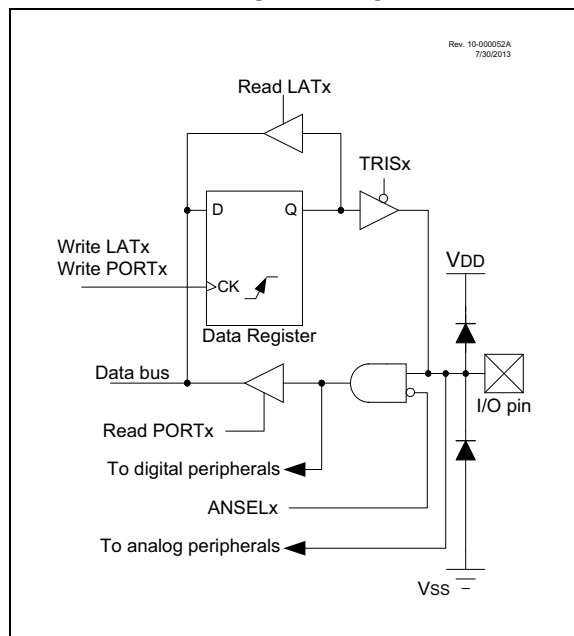 Rev. 10-000052A
7/30/2013
Read LATx
TRISx
D
Q
Write LATx
Write PORTx
CK
VDD
Data Register
Data bus
I/O pin
Read PORTx
To digital peripherals
ANSELx
To analog peripherals
VSS